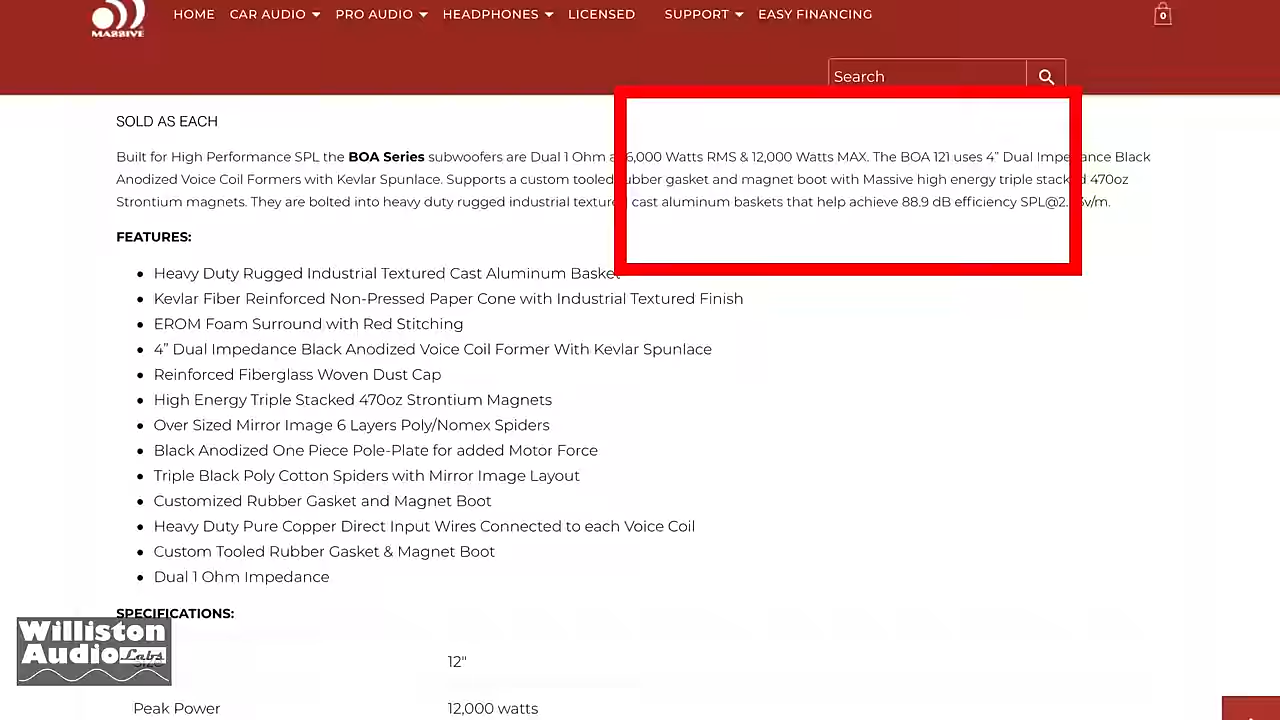 MASSIVE
HOME CAR AUDIO PRO AUDIO HEADPHONES LICENSED SUPPORT EASY FINANCING 0
Search
SOLD AS EACH
Built for High Performance SPL the BOA Series subwoofers are Dual 1 Ohm 6,000 Watts RMS & 12,000 Watts MAX. The BOA 121 uses 4” Dual Impedance Black
Anodized Voice Coil Formers with Kevlar Spunlace. Supports a custom tooled rubber gasket and magnet boot with Massive high energy triple stacked 470oz
Strontium magnets. They are bolted into heavy duty rugged industrial textured cast aluminum baskets that help achieve 88.9 dB efficiency
FEATURES:
Heavy Duty Rugged Industrial Textured Cast Aluminum Basket
Kevlar Fiber Reinforced Non-Pressed Paper Cone with Industrial Textured Finish
EROM Foam Surround with Red Stitching
4” Dual Impedance Black Anodized Voice Coil Former With Kevlar Spunlace
Reinforced Fiberglass Woven Dust Cap
High Energy Triple Stacked 470oz Strontium Magnets
Over Sized Mirror Image 6 Layers Poly/Nomex Spiders
Black Anodized One Piece Pole-Plate for added Motor Force
Triple Black Poly Cotton Spiders with Mirror Image Layout
Customized Rubber Gasket and Magnet Boot
Heavy Duty Pure Copper Direct Input Wires Connected to each Voice Coil
Custom Tooled Rubber Gasket & Magnet Boot
Dual 1 Ohm Impedance
SPECIFICATIONS:
Williston
Audio Labs
12"
Peak Power 12,000 watts